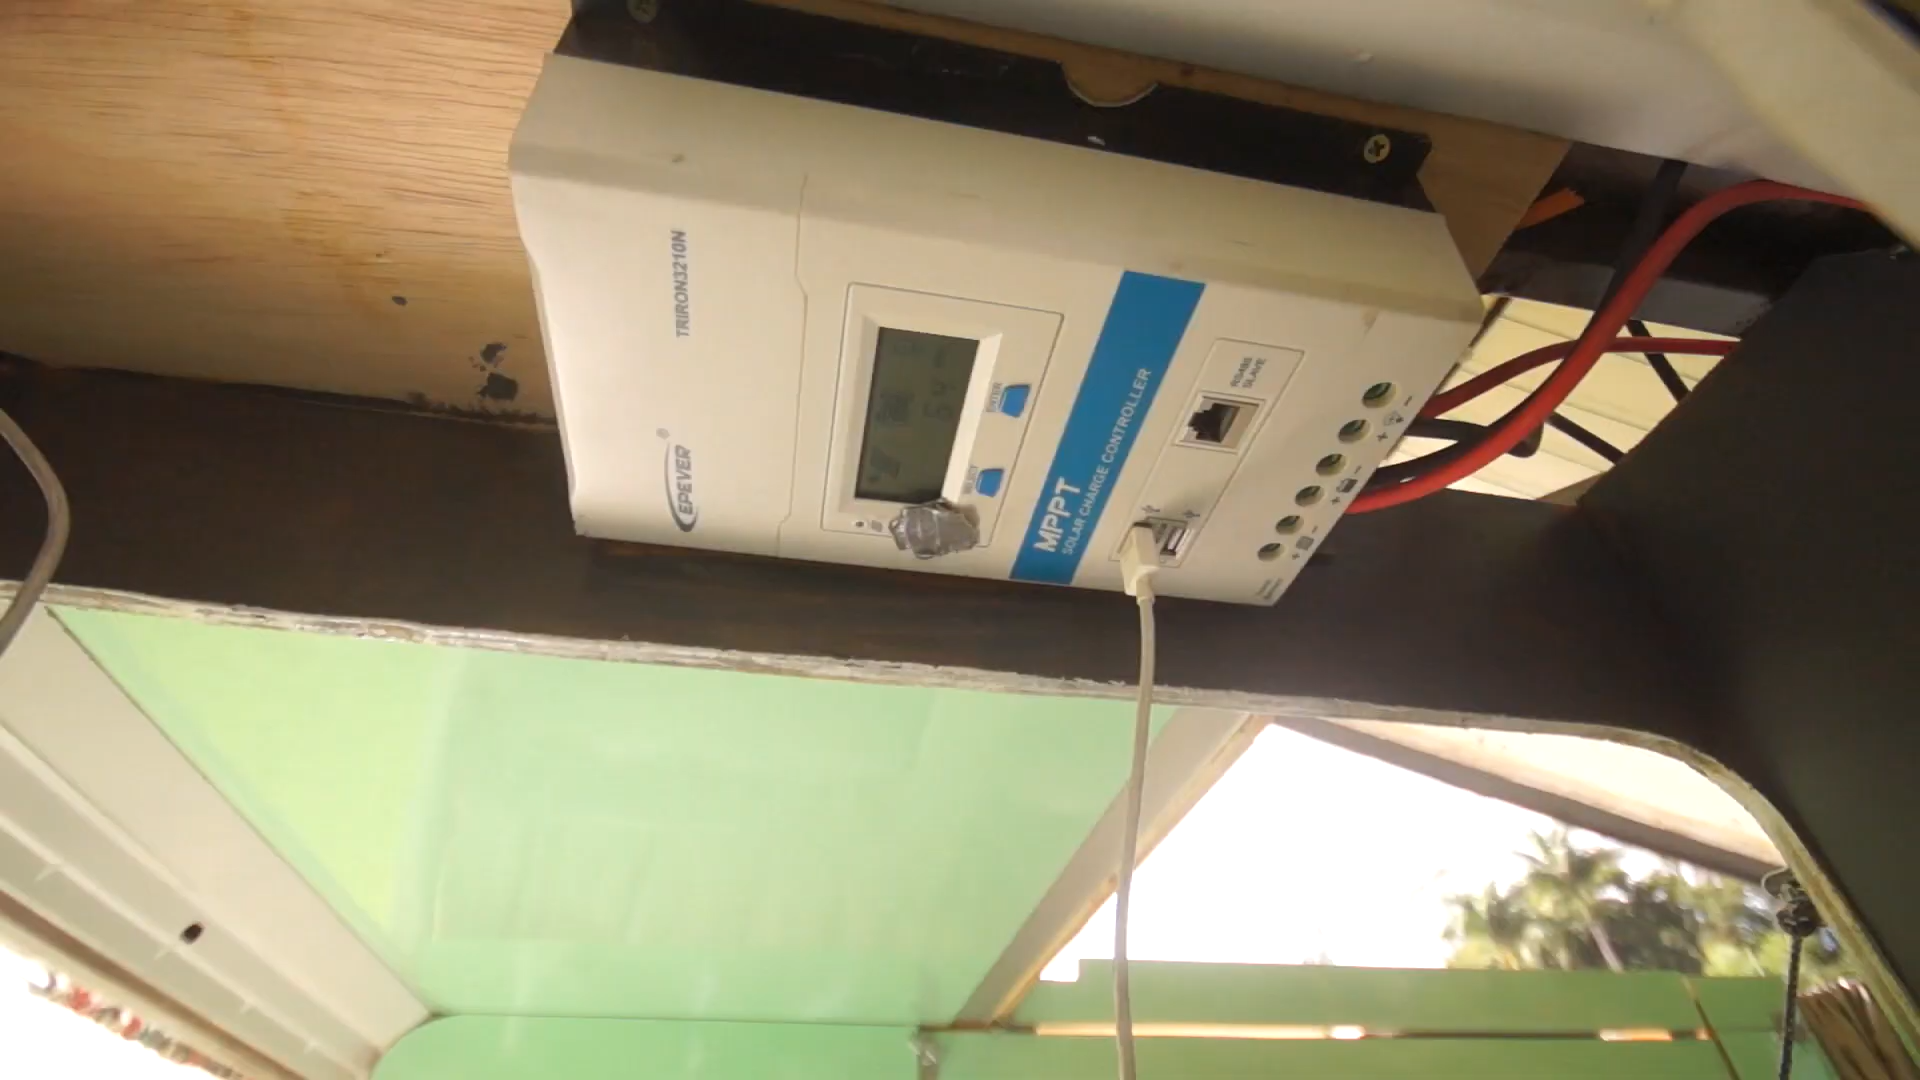 TRIRON3210N
EPEVER®
ENTER
SELECT
MPPT
SOLAR CHARGE CONTROLLER
RS485
SLAVE